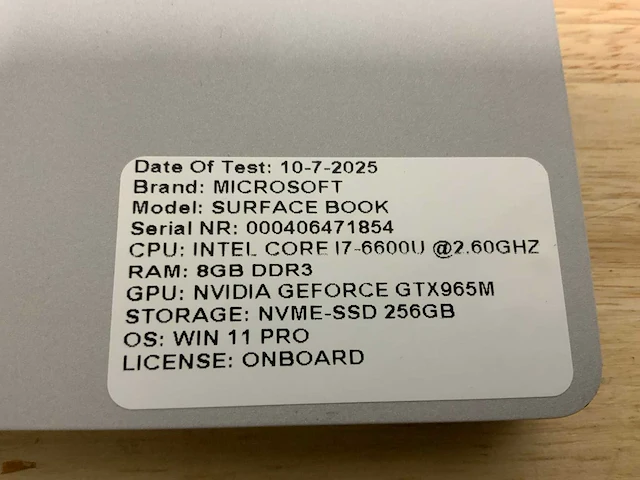 Date Of Test: 10-7-2025
Brand: MICROSOFT
Model: SURFACE BOOK
Serial NR: 000406471854
CPU: INTEL CORE I7-6600U @2.60GHZ
RAM: 8GB DDR3
GPU: NVIDIA GEFORCE GTX965M
STORAGE: NVME-SSD 256GB
OS: WIN 11 PRO
LICENSE: ONBOARD